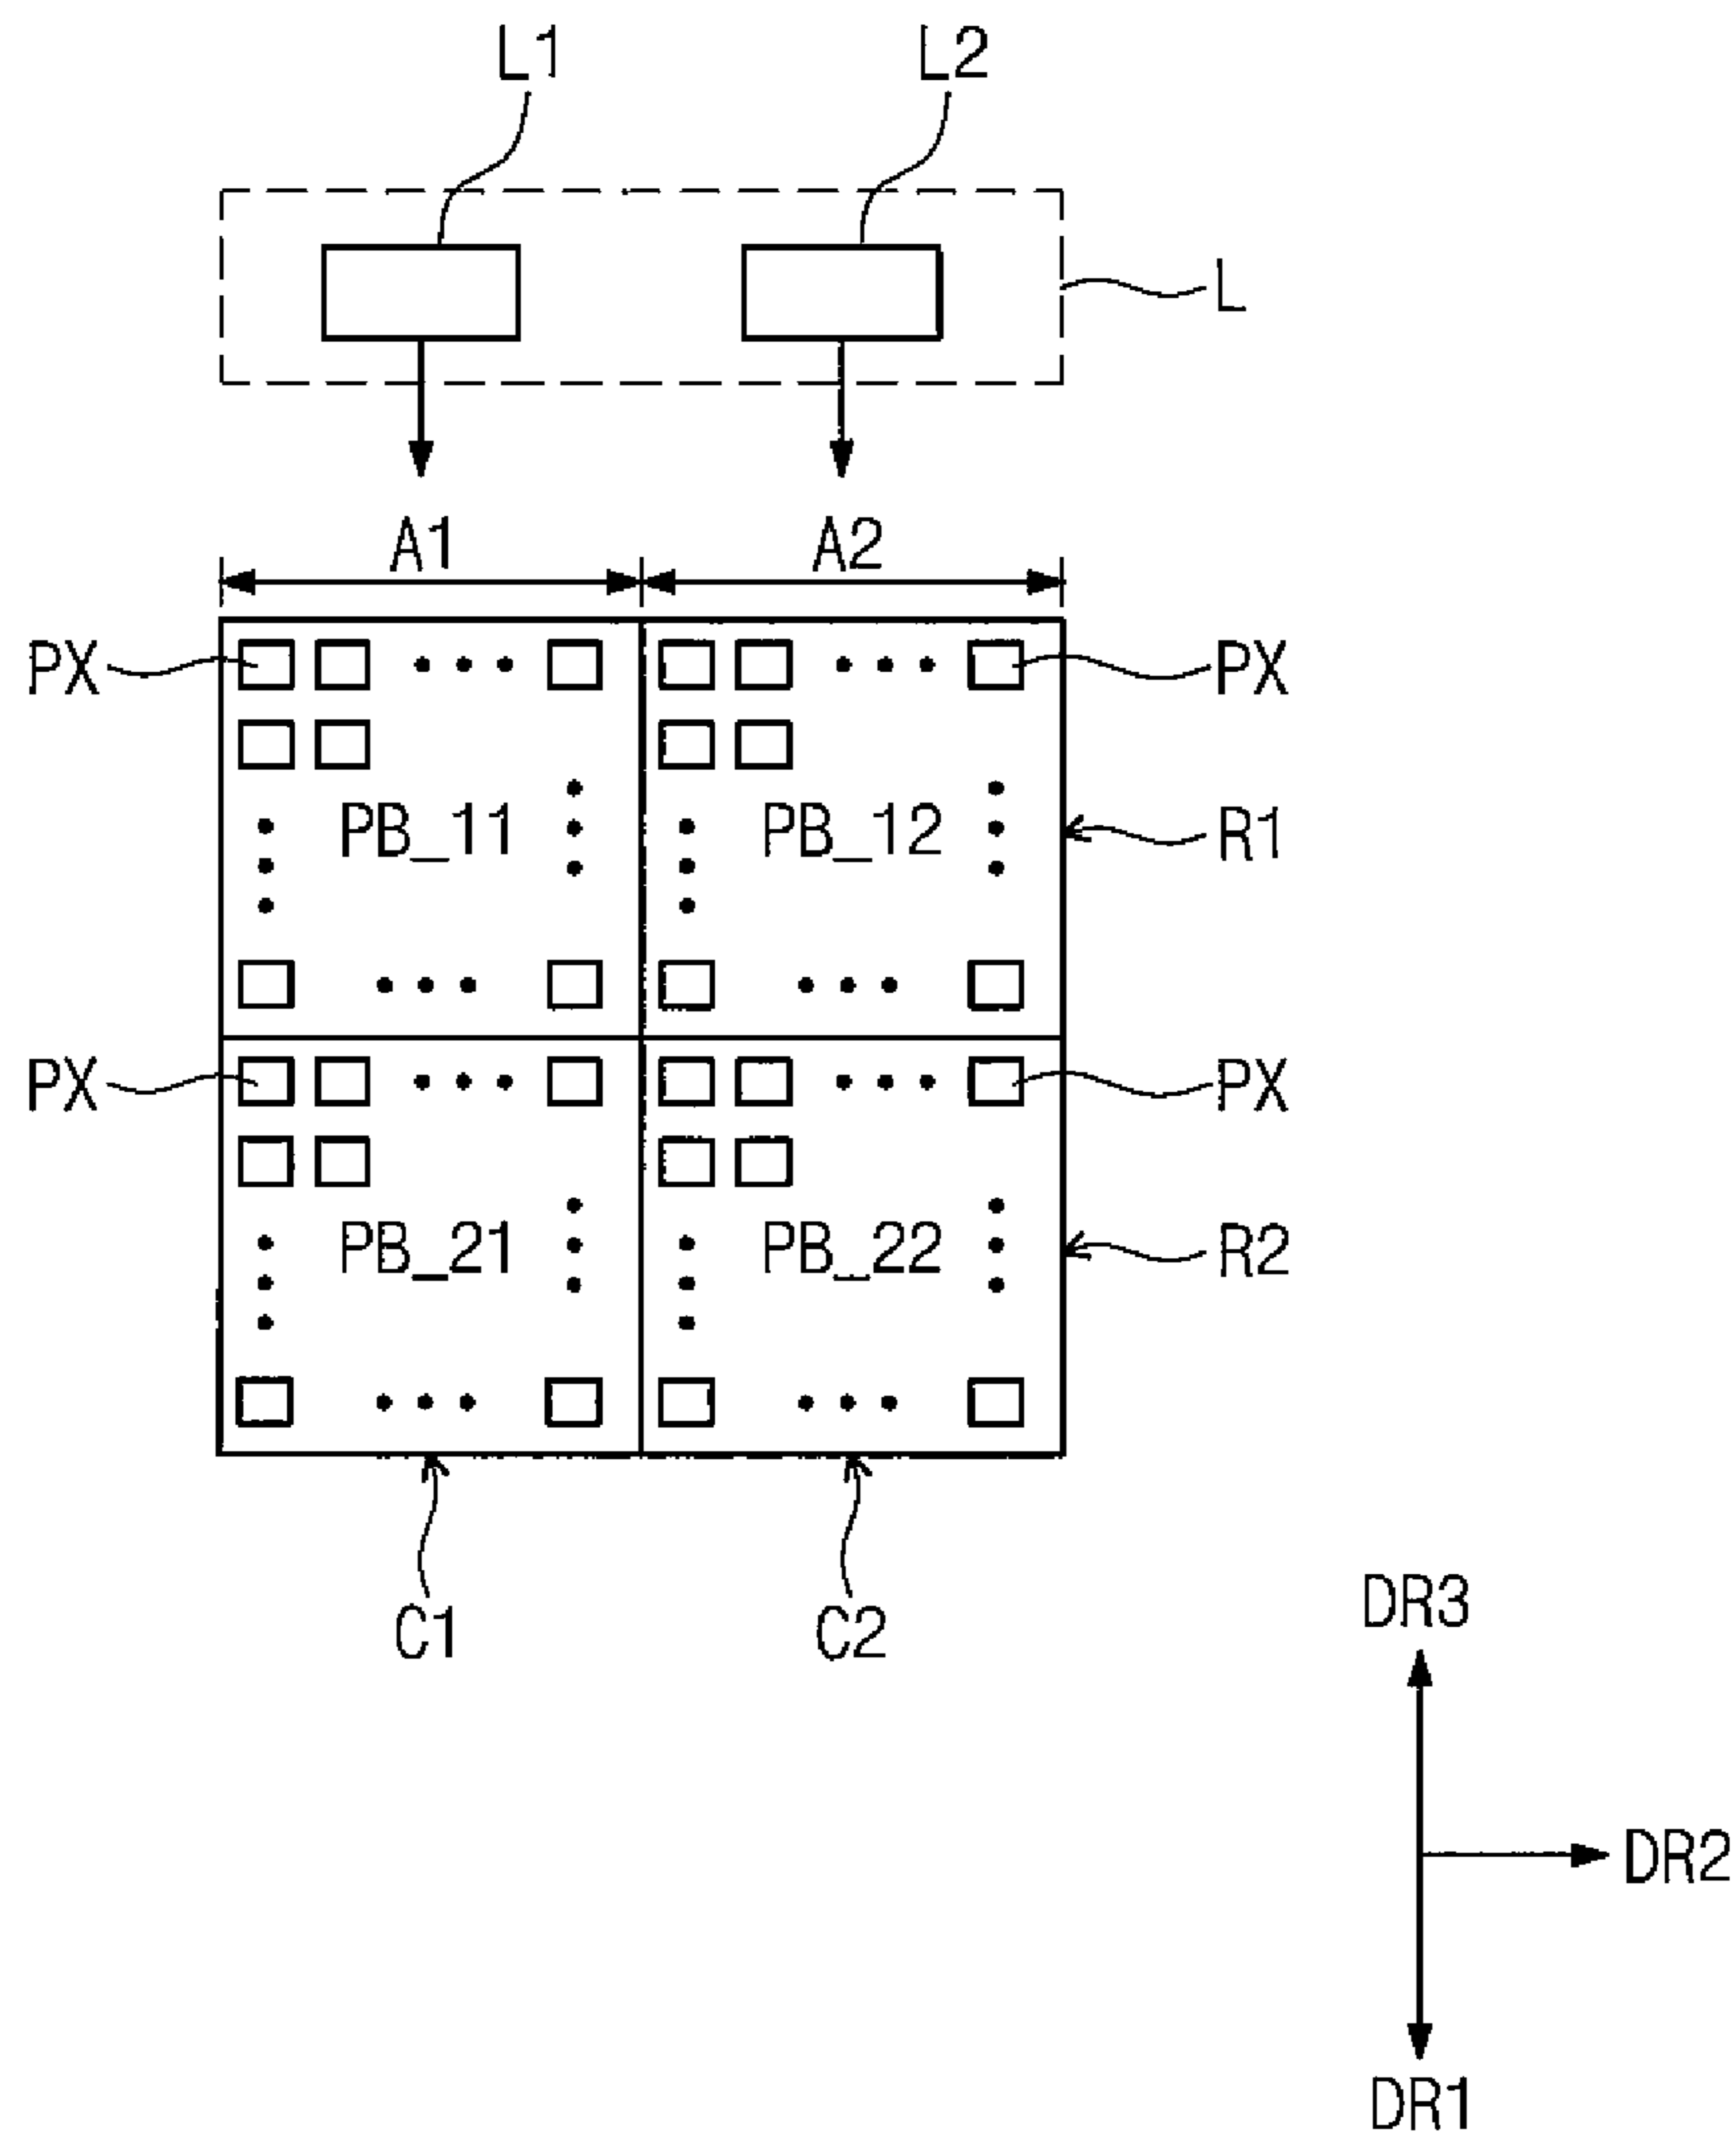 L1 L2
L
A1 A2
PX PX
PB_11 PB_12 R1
PX PX
PB_21 PB_22 R2
C1 C2
DR3
DR2
DR1